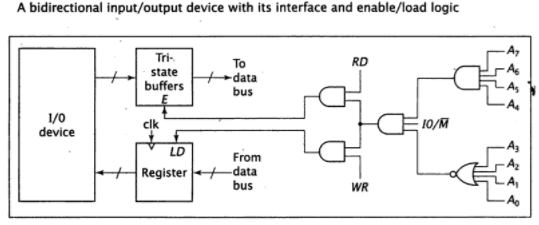 A bidirectional input/output device with its interface and enable/load logic
Tri-
state
buffers
E
To
data
bus
RD
A7
A6
A5
A4
I/O
device
clk
IO/M̅
LD
Register
From
data
bus
WR
A3
A2
A1
A0